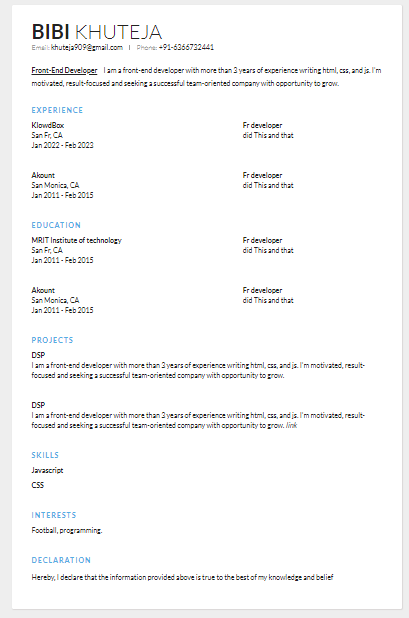 BIBI KHUTEJA
Email: khuteja909@gmail.com | Phone: +91-6366732441
Front-End Developer I am a front-end developer with more than 3 years of experience writing html, css, and js. I'm
motivated, result-focused and seeking a successful team-oriented company with opportunity to grow.
EXPERIENCE
KlowdBox Fr developer
San Fr, CA did This and that
Jan 2022 - Feb 2023
Akount Fr developer
San Monica, CA did This and that
Jan 2011 - Feb 2015
EDUCATION
MRIT Institute of technology Fr developer
San Fr, CA did This and that
Jan 2011 - Feb 2015
Akount Fr developer
San Monica, CA did This and that
Jan 2011 - Feb 2015
PROJECTS
DSP
I am a front-end developer with more than 3 years of experience writing html, css, and js. I'm motivated, result-
focused and seeking a successful team-oriented company with opportunity to grow.
DSP
I am a front-end developer with more than 3 years of experience writing html, css, and js. I'm motivated, result-
focused and seeking a successful team-oriented company with opportunity to grow. link
SKILLS
Javascript
CSS
INTERESTS
Football, programming.
DECLARATION
Hereby, I declare that the information provided above is true to the best of my knowledge and belief